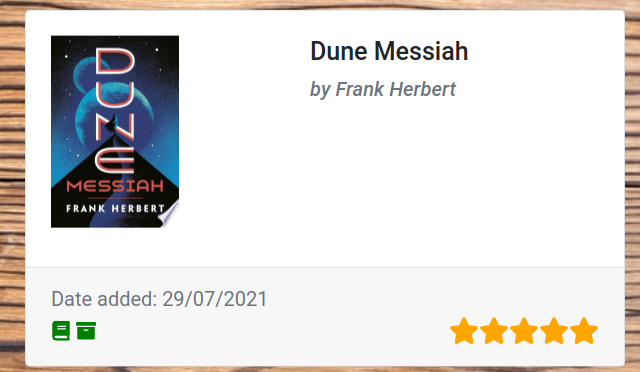 DUNE
MESSIAH
FRANK HERBERT
Dune Messiah
by Frank Herbert
Date added: 29/07/2021